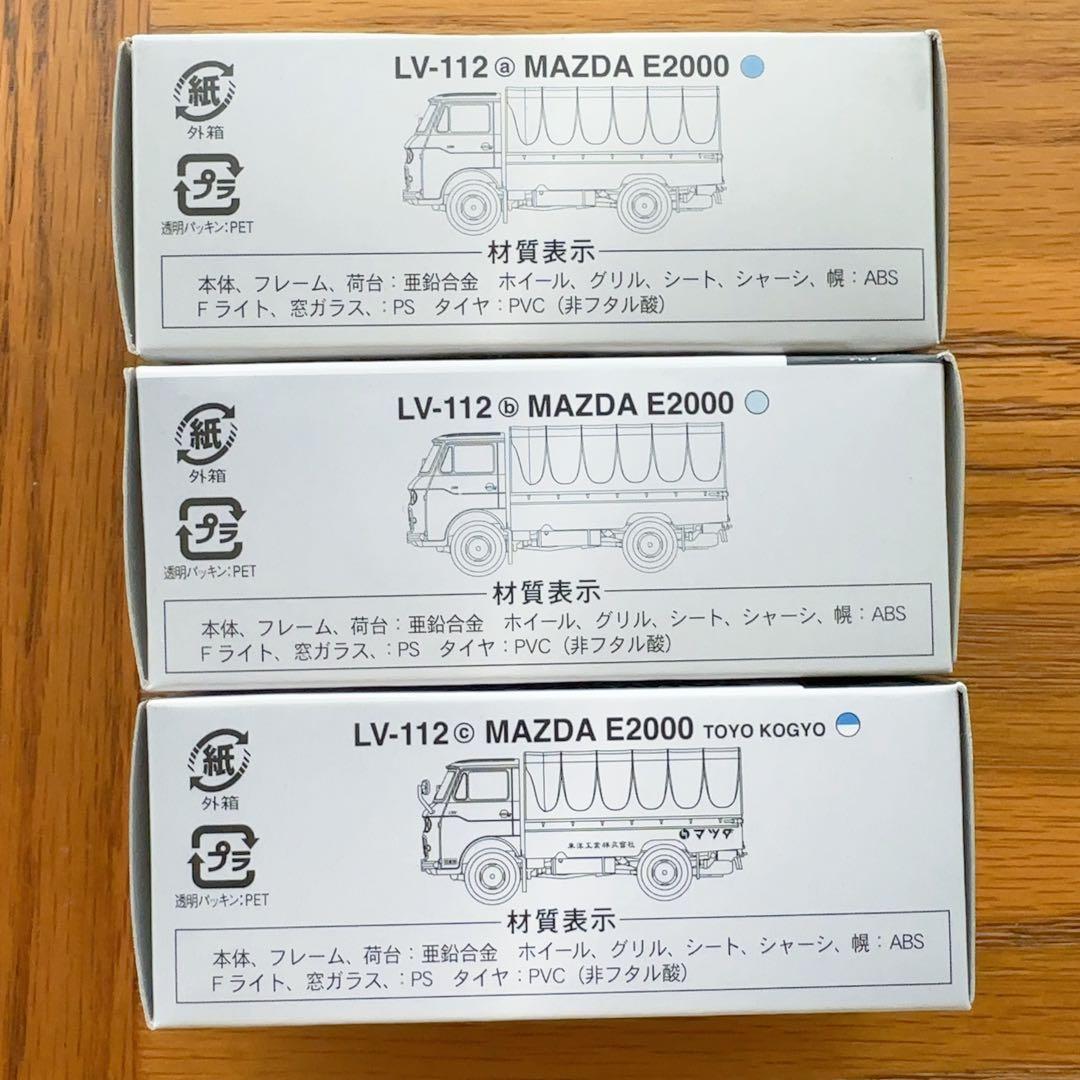 LV-112 ⓐ MAZDA E2000
紙
外箱
プラ
透明パッキン:PET
材質表示
本体、フレーム、荷台：亜鉛合金　ホイール、グリル、シート、シャーシ、幌：ABS
Fライト、窓ガラス、：PS　タイヤ：PVC（非フタル酸）
LV-112 ⓑ MAZDA E2000
紙
外箱
プラ
透明パッキン:PET
材質表示
本体、フレーム、荷台：亜鉛合金　ホイール、グリル、シート、シャーシ、幌：ABS
Fライト、窓ガラス、：PS　タイヤ：PVC（非フタル酸）
LV-112 ⓒ MAZDA E2000 TOYO KOGYO
紙
外箱
マツダ
東洋工業株式會社
プラ
透明パッキン:PET
材質表示
本体、フレーム、荷台：亜鉛合金　ホイール、グリル、シート、シャーシ、幌：ABS
Fライト、窓ガラス、：PS　タイヤ：PVC（非フタル酸）